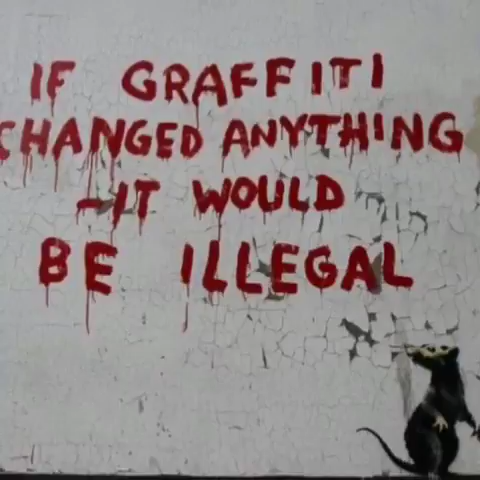 IF GRAFFITI
CHANGED ANYTHING
-IT WOULD
BE ILLEGAL